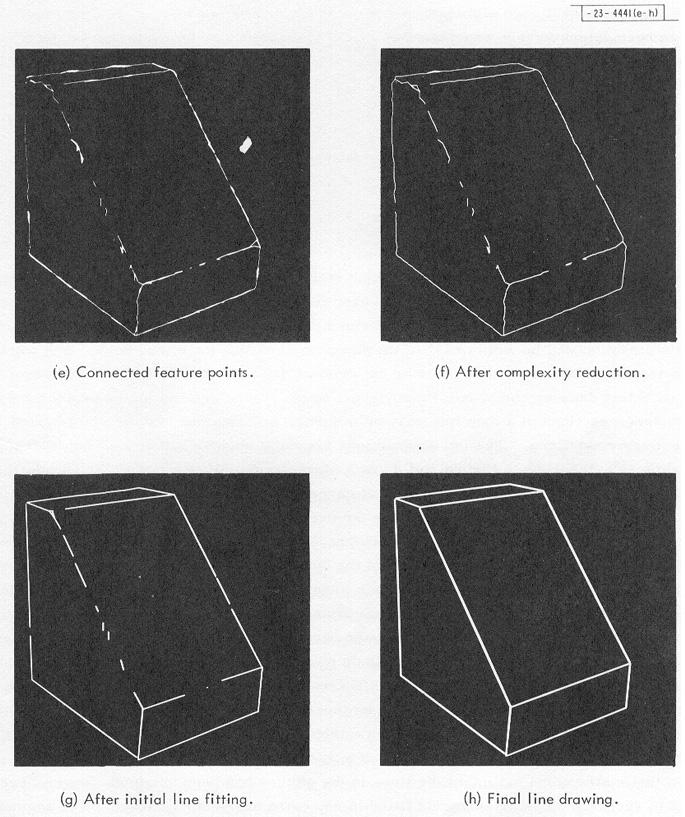 -23-4441(e-h)
(e) Connected feature points.
(f) After complexity reduction.
(g) After initial line fitting.
(h) Final line drawing.